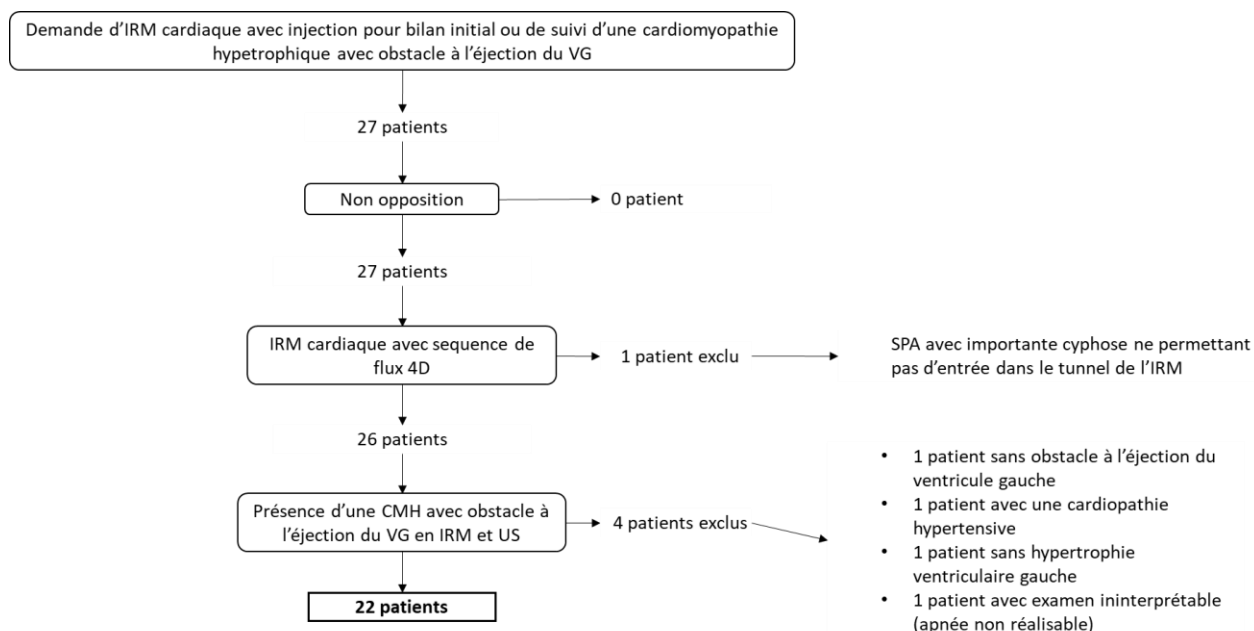 Demande d'IRM cardiaque avec injection pour bilan initial ou de suivi d'une cardiomyopathie
hypetrophique avec obstacle à l'éjection du VG
27 patients
Non opposition
0 patient
27 patients
IRM cardiaque avec sequence de
flux 4D
1 patient exclu
SPA avec importante cyphose ne permettant
pas d'entrée dans le tunnel de l'IRM
26 patients
Présence d'une CMH avec obstacle à
l'éjection du VG en IRM et US
4 patients exclus
• 1 patient sans obstacle à l'éjection du
ventricule gauche
• 1 patient avec une cardiopathie
hypertensive
• 1 patient sans hypertrophie
ventriculaire gauche
• 1 patient avec examen ininterprétable
(apnée non réalisable)
22 patients